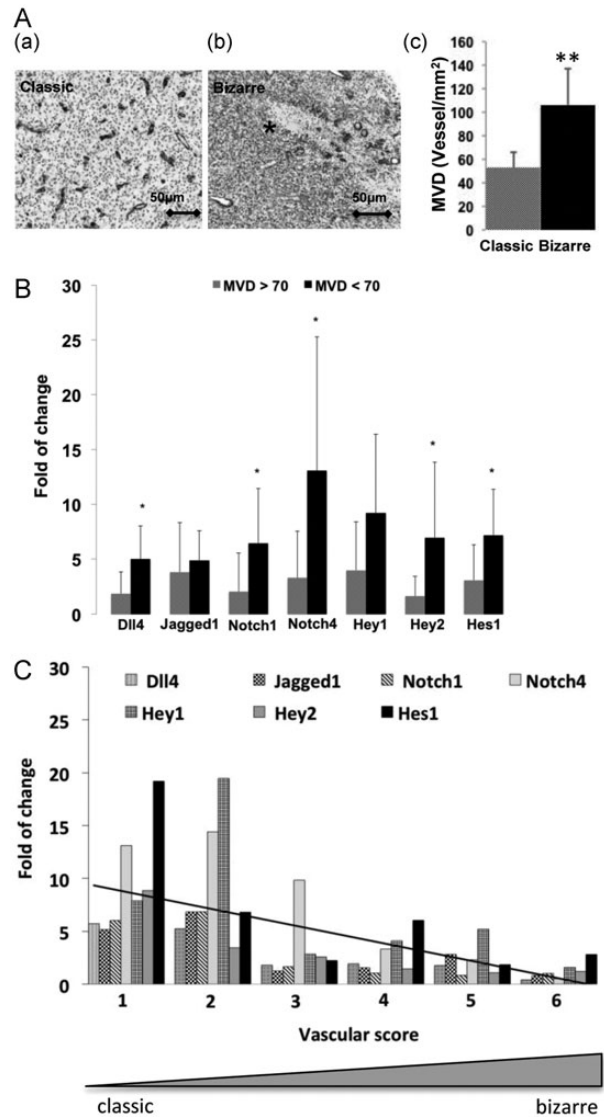 A
(a)
(b)
(c)
Classic
Bizarre
*
50µm
50µm
MVD (Vessel/mm²)
160
140
120
100
80
60
40
20
0
**
Classic Bizarre
B
MVD > 70 MVD < 70
Fold of change
30
25
20
15
10
5
0
* * * * *
Dll4 Jagged1 Notch1 Notch4 Hey1 Hey2 Hes1
C
Dll4 Jagged1 Notch1 Notch4
Hey1 Hey2 Hes1
Fold of change
30
25
20
15
10
5
0
1 2 3 4 5 6
Vascular score
classic bizarre